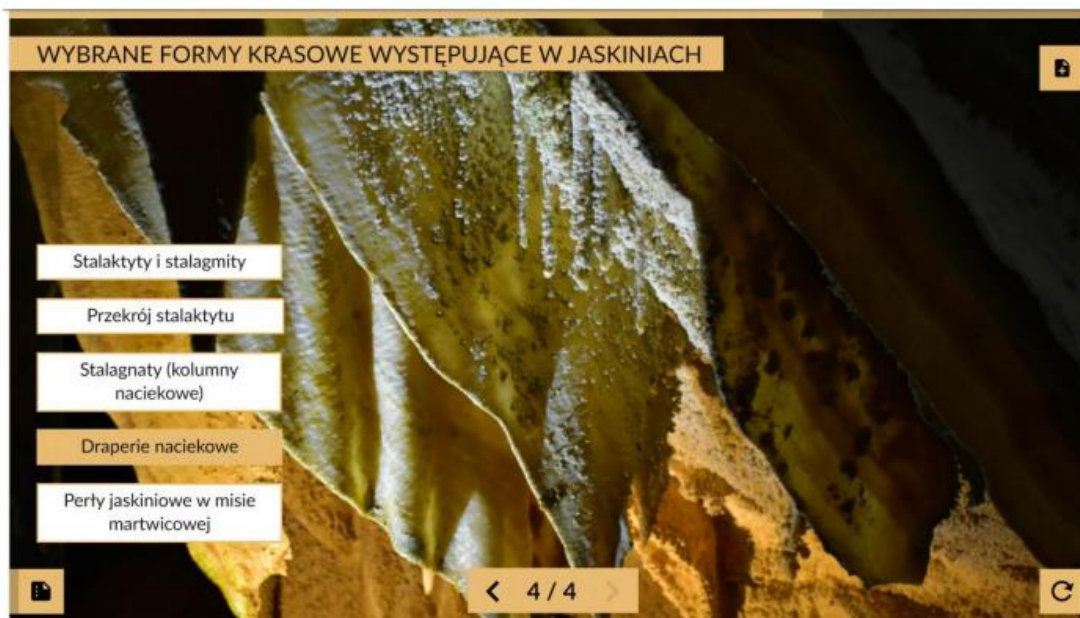 WYBRANE FORMY KRASOWE WYSTĘPUJĄCE W JASKINIACH
Stalaktyty i stalagmity
Przekrój stalaktytu
Stalagnaty (kolumny
naciekowe)
Draperie naciekowe
Perły jaskiniowe w misie
martwicowej
4 / 4